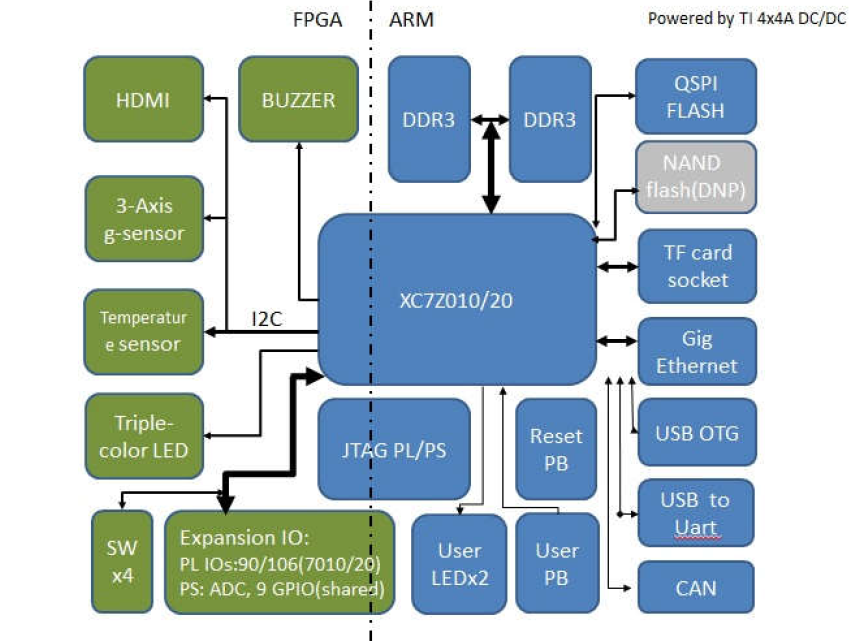 FPGA
ARM
Powered by TI 4x4A DC/DC
HDMI
BUZZER
DDR3
DDR3
QSPI
FLASH
NAND
flash(DNP)
3-Axis
g-sensor
TF card
socket
XC7Z010/20
Temperatur
e sensor
I2C
Gig
Ethernet
Triple-
color LED
JTAG PL/PS
Reset
PB
USB OTG
USB to
Uart
SW
x4
Expansion IO:
PL IOs:90/106(7010/20)
PS: ADC, 9 GPIO(shared)
User
LEDx2
User
PB
CAN